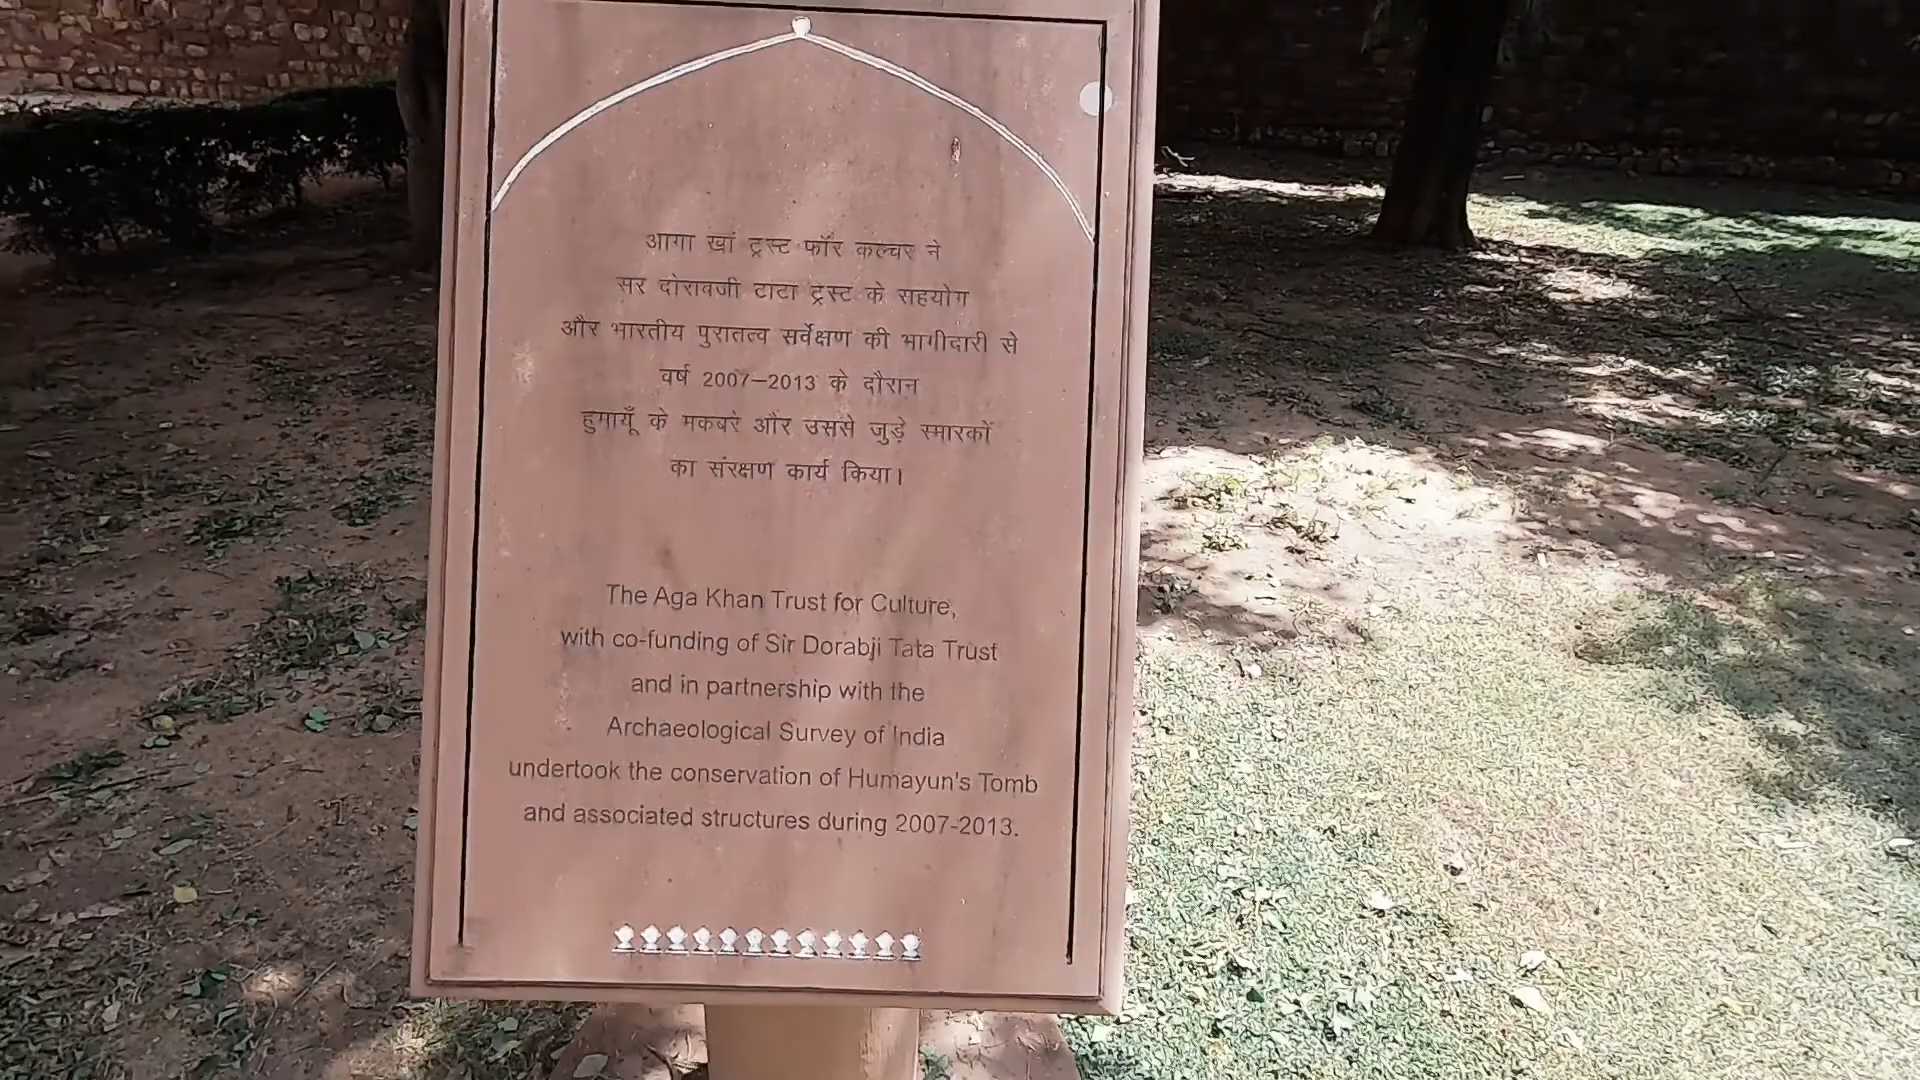 आगा खां ट्रस्ट फॉर कल्चर ने
सर दोराबजी टाटा ट्रस्ट के सहयोग
और भारतीय पुरातत्व सर्वेक्षण की भागीदारी से
वर्ष 2007–2013 के दौरान
हुमायूँ के मकबरे और उससे जुड़े स्मारकों
का संरक्षण कार्य किया।
The Aga Khan Trust for Culture,
with co-funding of Sir Dorabji Tata Trust
and in partnership with the
Archaeological Survey of India
undertook the conservation of Humayun's Tomb
and associated structures during 2007-2013.